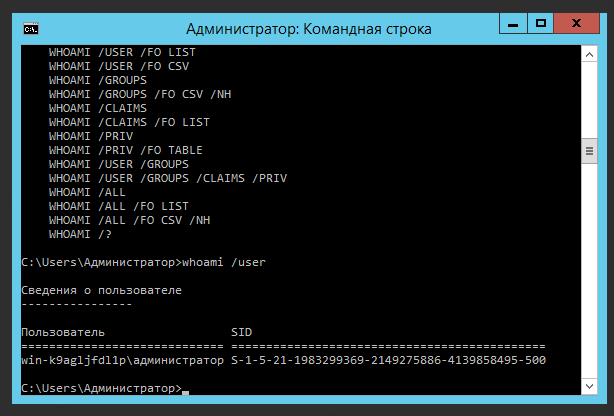 Администратор: Командная строка
WHOAMI /USER /FO LIST
WHOAMI /USER /FO CSV
WHOAMI /GROUPS
WHOAMI /GROUPS /FO CSV /NH
WHOAMI /CLAIMS
WHOAMI /CLAIMS /FO LIST
WHOAMI /PRIV
WHOAMI /PRIV /FO TABLE
WHOAMI /USER /GROUPS
WHOAMI /USER /GROUPS /CLAIMS /PRIV
WHOAMI /ALL
WHOAMI /ALL /FO LIST
WHOAMI /ALL /FO CSV /NH
WHOAMI /?
C:\Users\Администратор>whoami /user
Сведения о пользователе
----------------
Пользователь SID
============================= =============================================
win-k9agljfdl1p\администратор S-1-5-21-1983299369-2149275886-4139858495-500
C:\Users\Администратор>